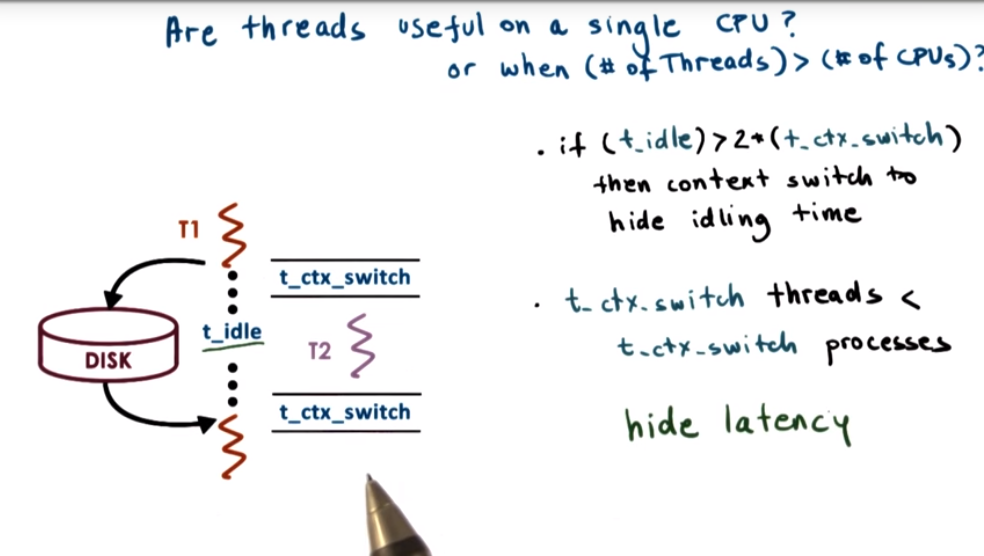 Are threads useful on a single CPU?
or when (# of Threads) > (# of CPUs)?
. if (t_idle) > 2*(t_ctx_switch)
then context switch to
hide idling time
T1
t_ctx_switch
t_idle
DISK
T2
t_ctx_switch
. t_ctx_switch threads <
t_ctx_switch processes
hide latency